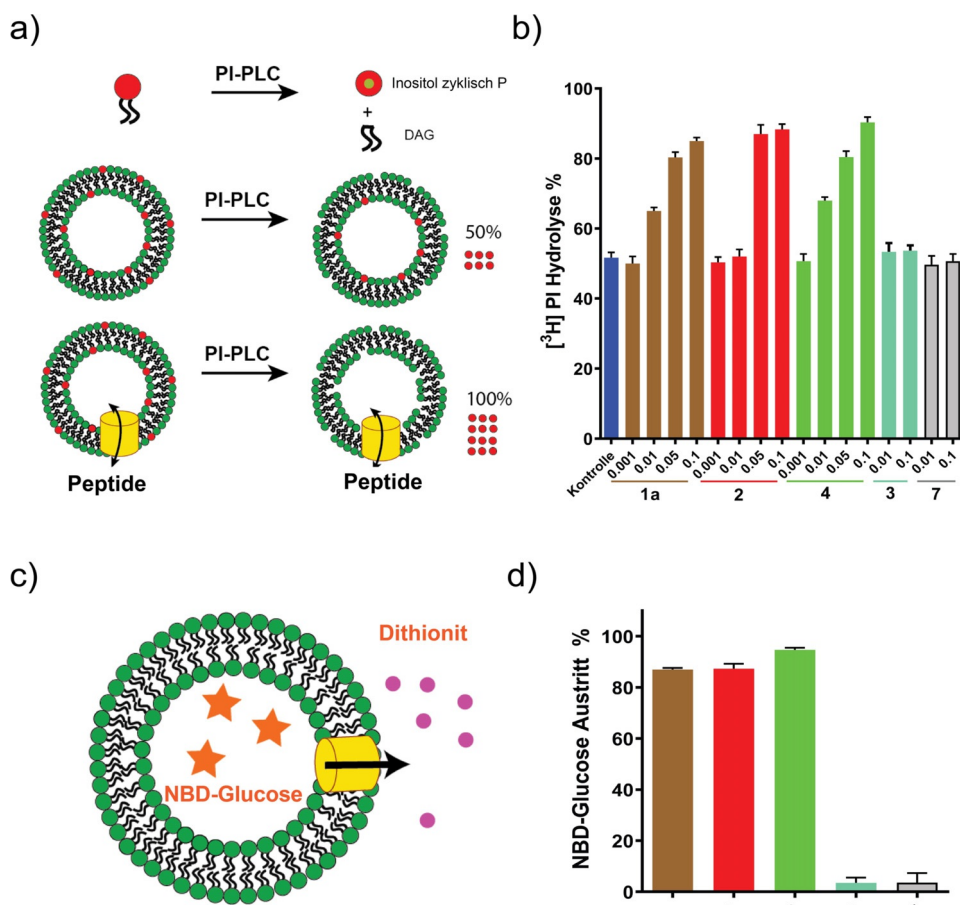 a)
PI-PLC
Inositol zyklisch P
+
DAG
PI-PLC
50%
PI-PLC
100%
Peptide
Peptide
b)
[³H] PI Hydrolyse %
100
80
60
40
20
0
Kontrolle 0.001 0.01 0.05 0.1 0.001 0.01 0.05 0.1 0.001 0.01 0.05 0.1 0.01 0.1 0.01 0.1
1a 2 4 3 7
c)
Dithionit
NBD-Glucose
d)
NBD-Glucose Austritt %
100
80
60
40
20
0